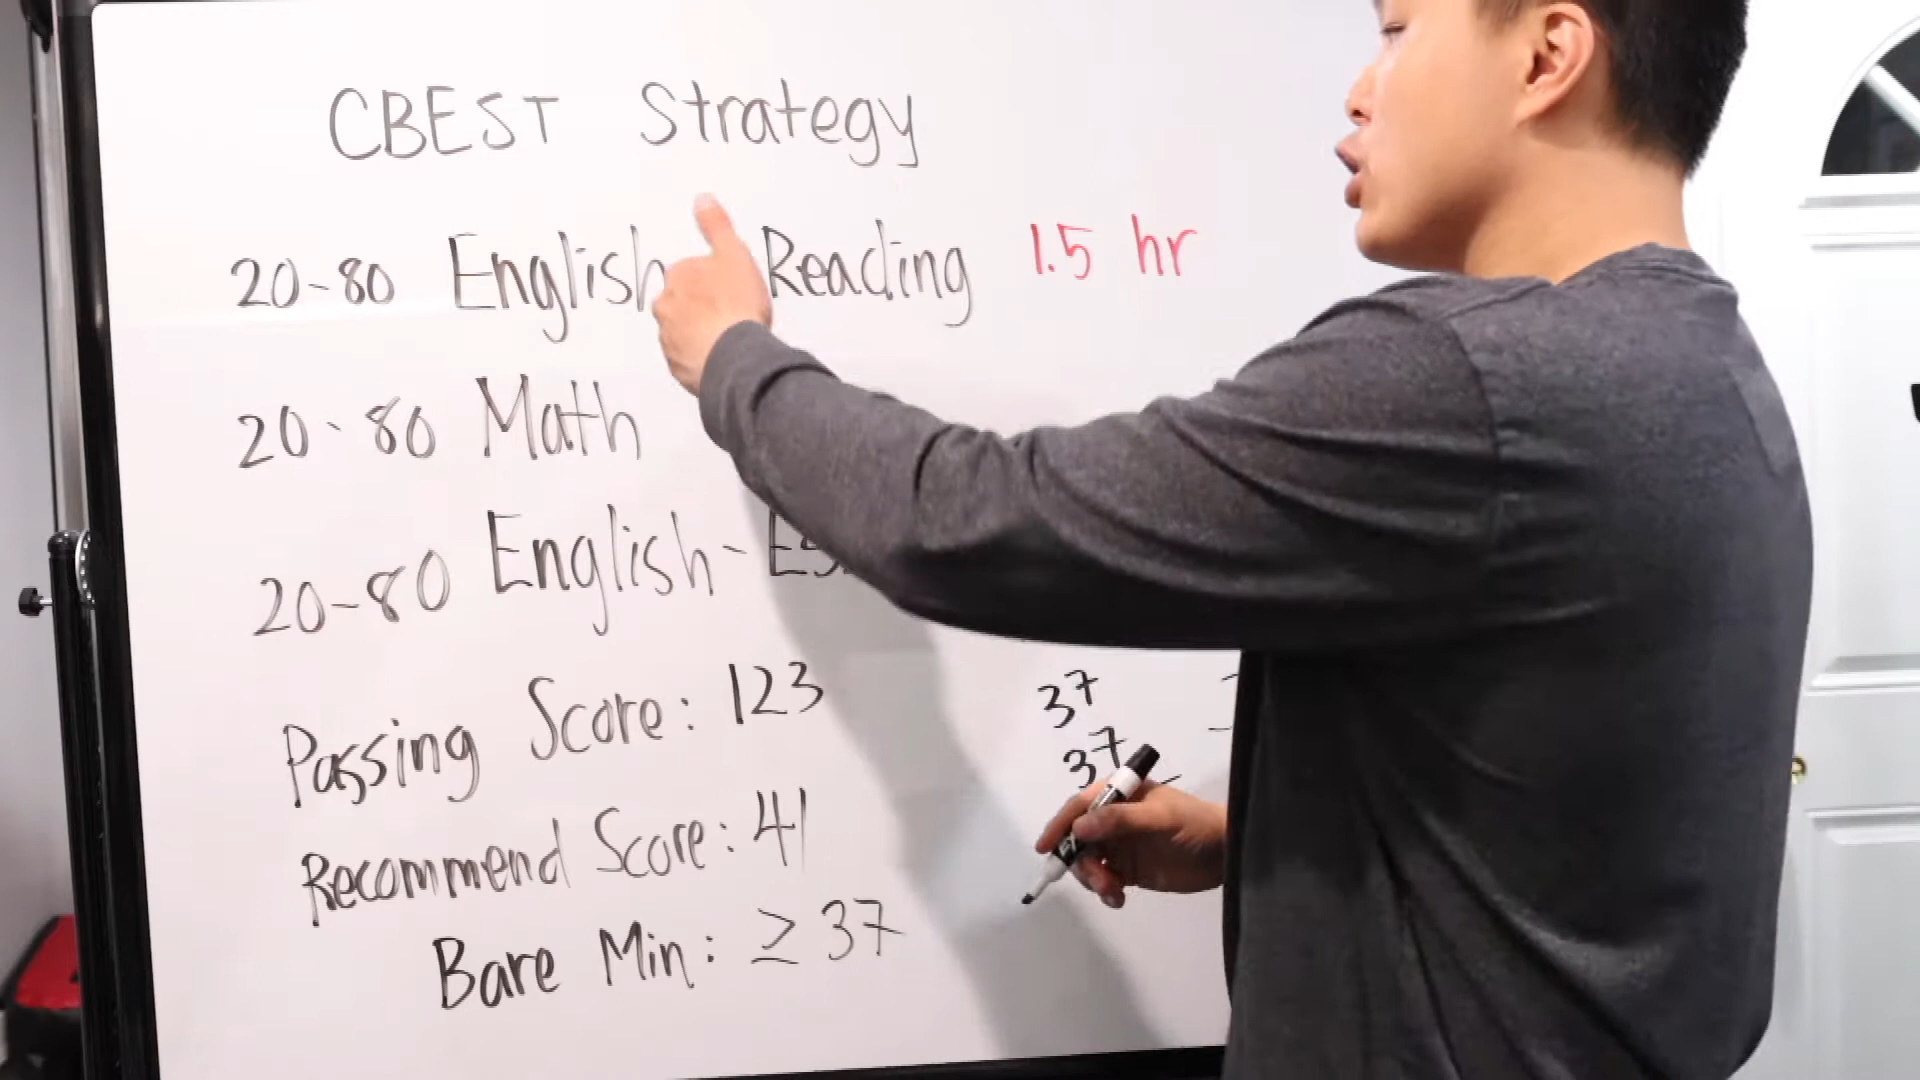 CBEST Strategy
20-80 English Reading 1.5 hr
20-80 Math
20-80 English-
Passing Score: 123
Recommend Score: 41
Bare Min: ≥ 37
37
37